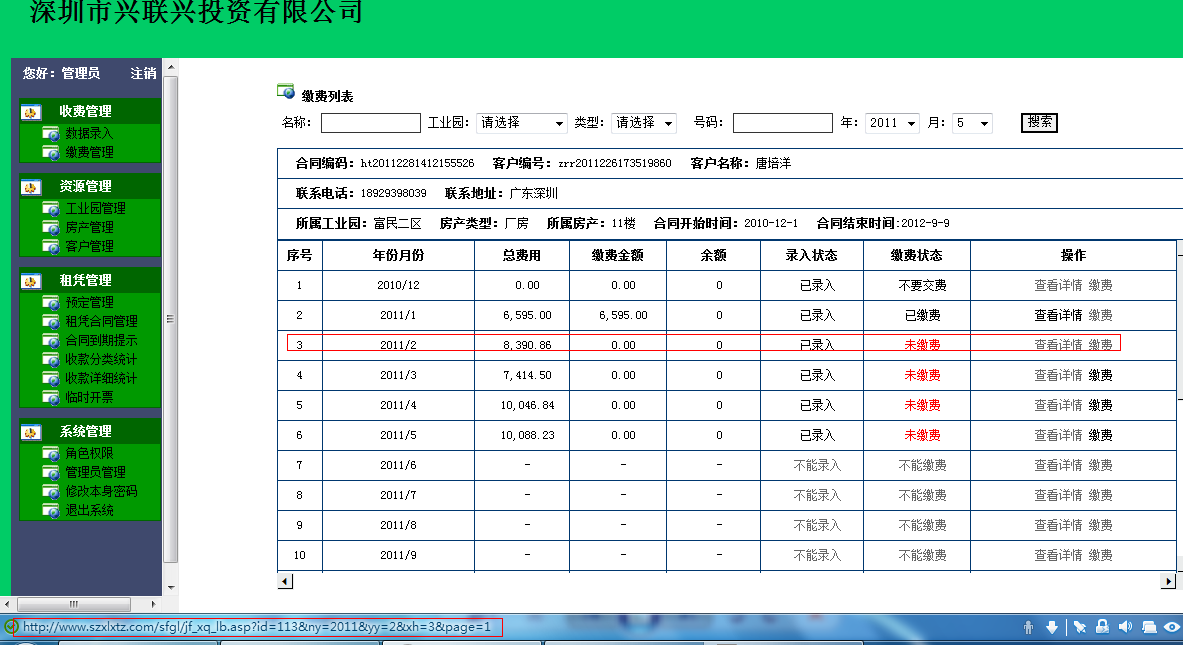 深圳市兴联兴投资有限公司
您好：管理员 注销
收费管理
数据录入
缴费管理
资源管理
工业园管理
房产管理
客户管理
租凭管理
预定管理
租凭合同管理
合同到期提示
收款分类统计
收款详细统计
临时开票
系统管理
角色权限
管理员管理
修改本身密码
退出系统
缴费列表
名称： 工业园： 请选择 类型： 请选择 号码： 年： 2011 月： 5 搜索
合同编码：ht20112281412155526 客户编号：zrr2011226173519860 客户名称：唐培洋
联系电话：18929398039 联系地址：广东深圳
所属工业园：富民二区 房产类型：厂房 所属房产：11楼 合同开始时间：2010-12-1 合同结束时间:2012-9-9
序号 年份月份 总费用 缴费金额 余额 录入状态 缴费状态 操作
1 2010/12 0.00 0.00 0 已录入 不要交费 查看详情 缴费
2 2011/1 6,595.00 6,595.00 0 已录入 已缴费 查看详情 缴费
3 2011/2 8,390.86 0.00 0 已录入 未缴费 查看详情 缴费
4 2011/3 7,414.50 0.00 0 已录入 未缴费 查看详情 缴费
5 2011/4 10,046.84 0.00 0 已录入 未缴费 查看详情 缴费
6 2011/5 10,088.23 0.00 0 已录入 未缴费 查看详情 缴费
7 2011/6 - - - 不能录入 不能缴费 查看详情 缴费
8 2011/7 - - - 不能录入 不能缴费 查看详情 缴费
9 2011/8 - - - 不能录入 不能缴费 查看详情 缴费
10 2011/9 - - - 不能录入 不能缴费 查看详情 缴费
http://www.szxlxtz.com/sfgl/jf_xq_lb.asp?id=113&ny=2011&yy=2&xh=3&page=1